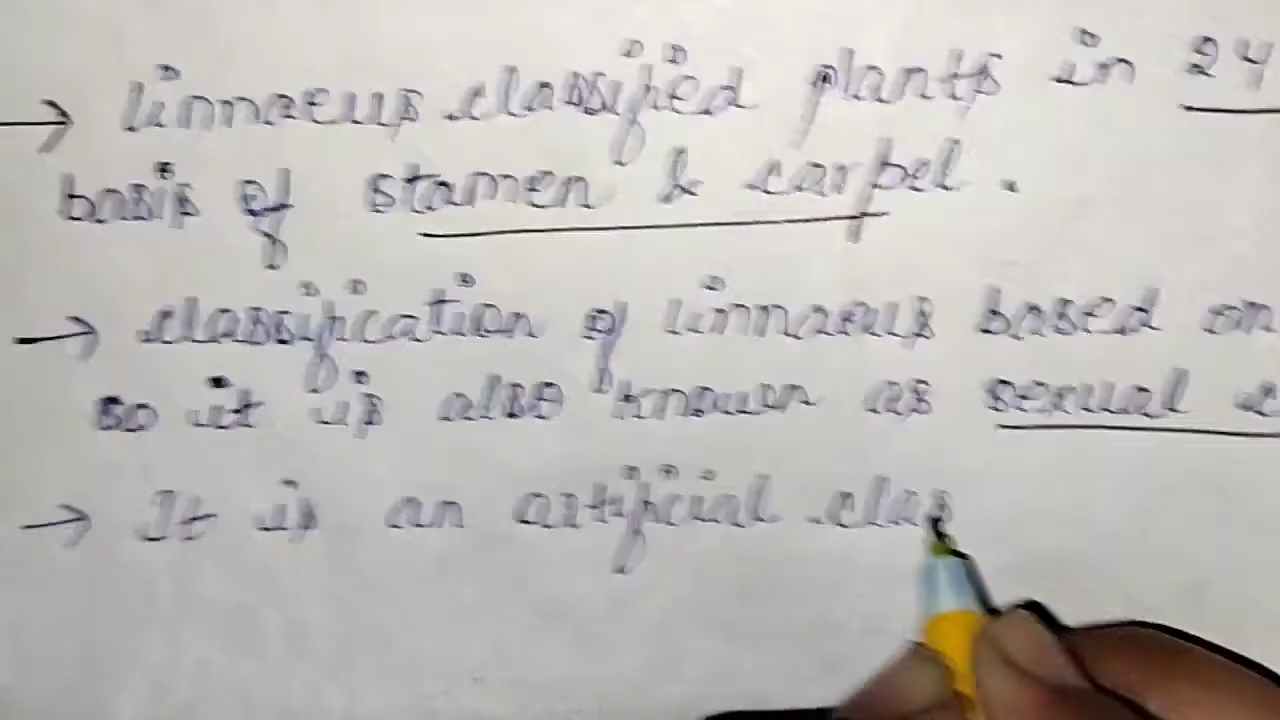 → Linnaeus classified plants in 24
basis of stamen & carpel.
→ classification of Linnaeus based on
so it is also known as sexual c
→ It is an artificial clas